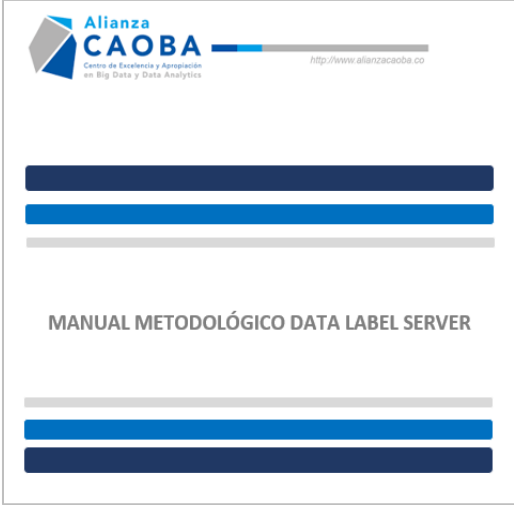 Alianza
CAOBA
Centro de Excelencia y Apropiación
en Big Data y Data Analytics
http://www.alianzacaoba.co
MANUAL METODOLÓGICO DATA LABEL SERVER